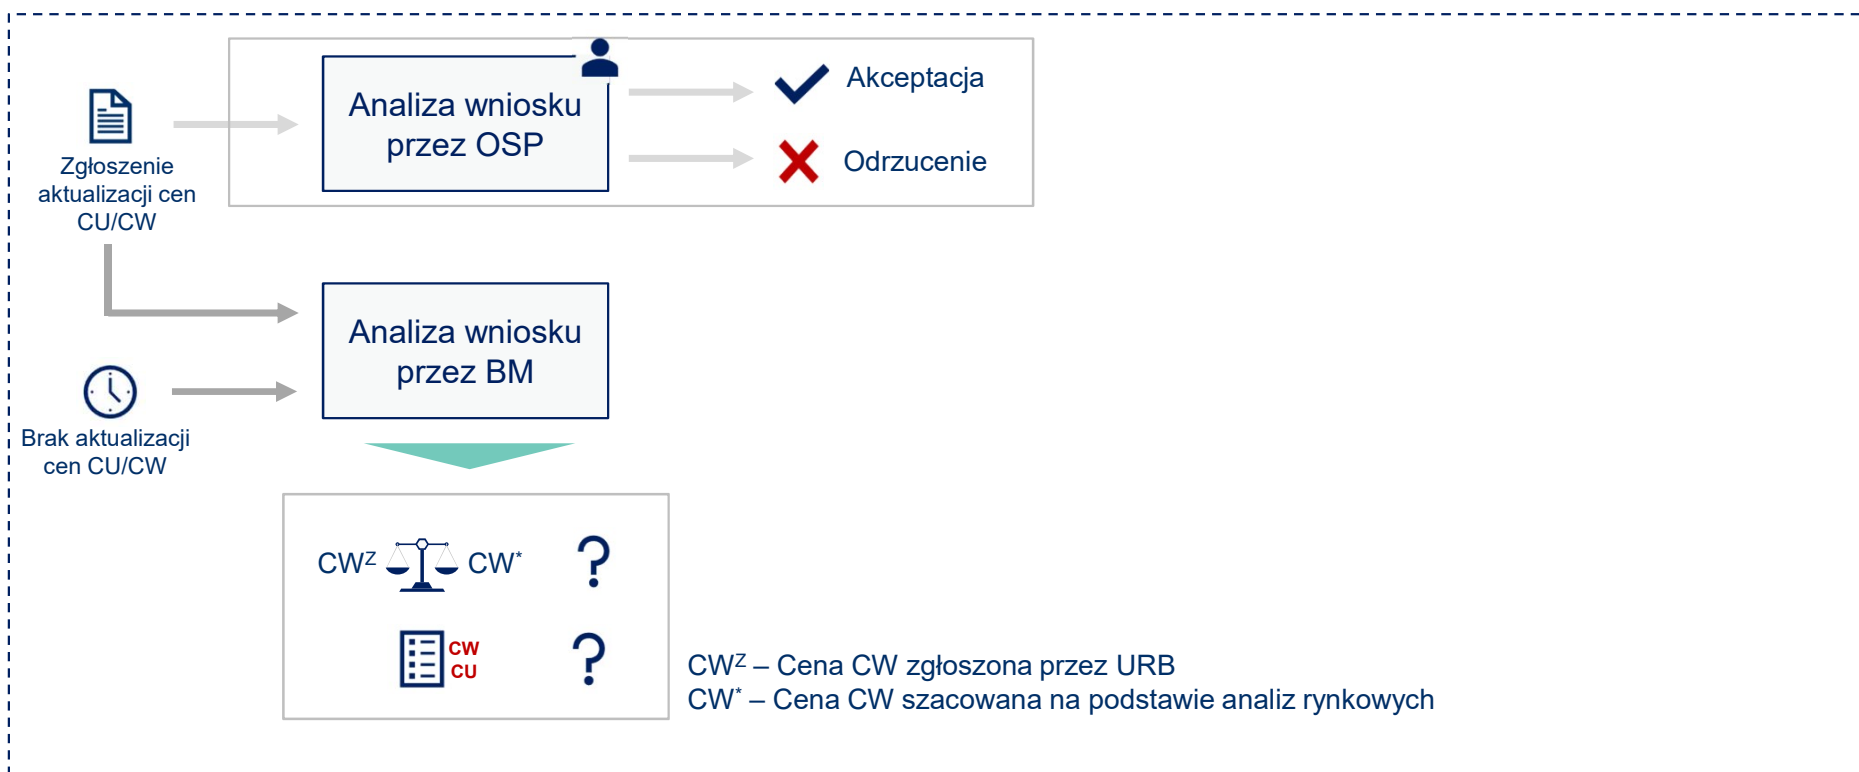 Analiza wniosku
przez OSP
Akceptacja
Odrzucenie
Zgłoszenie
aktualizacji cen
CU/CW
Analiza wniosku
przez BM
Brak aktualizacji
cen CU/CW
CWᶻ CW* ?
CW
CU ?
CWᶻ – Cena CW zgłoszona przez URB
CW* – Cena CW szacowana na podstawie analiz rynkowych